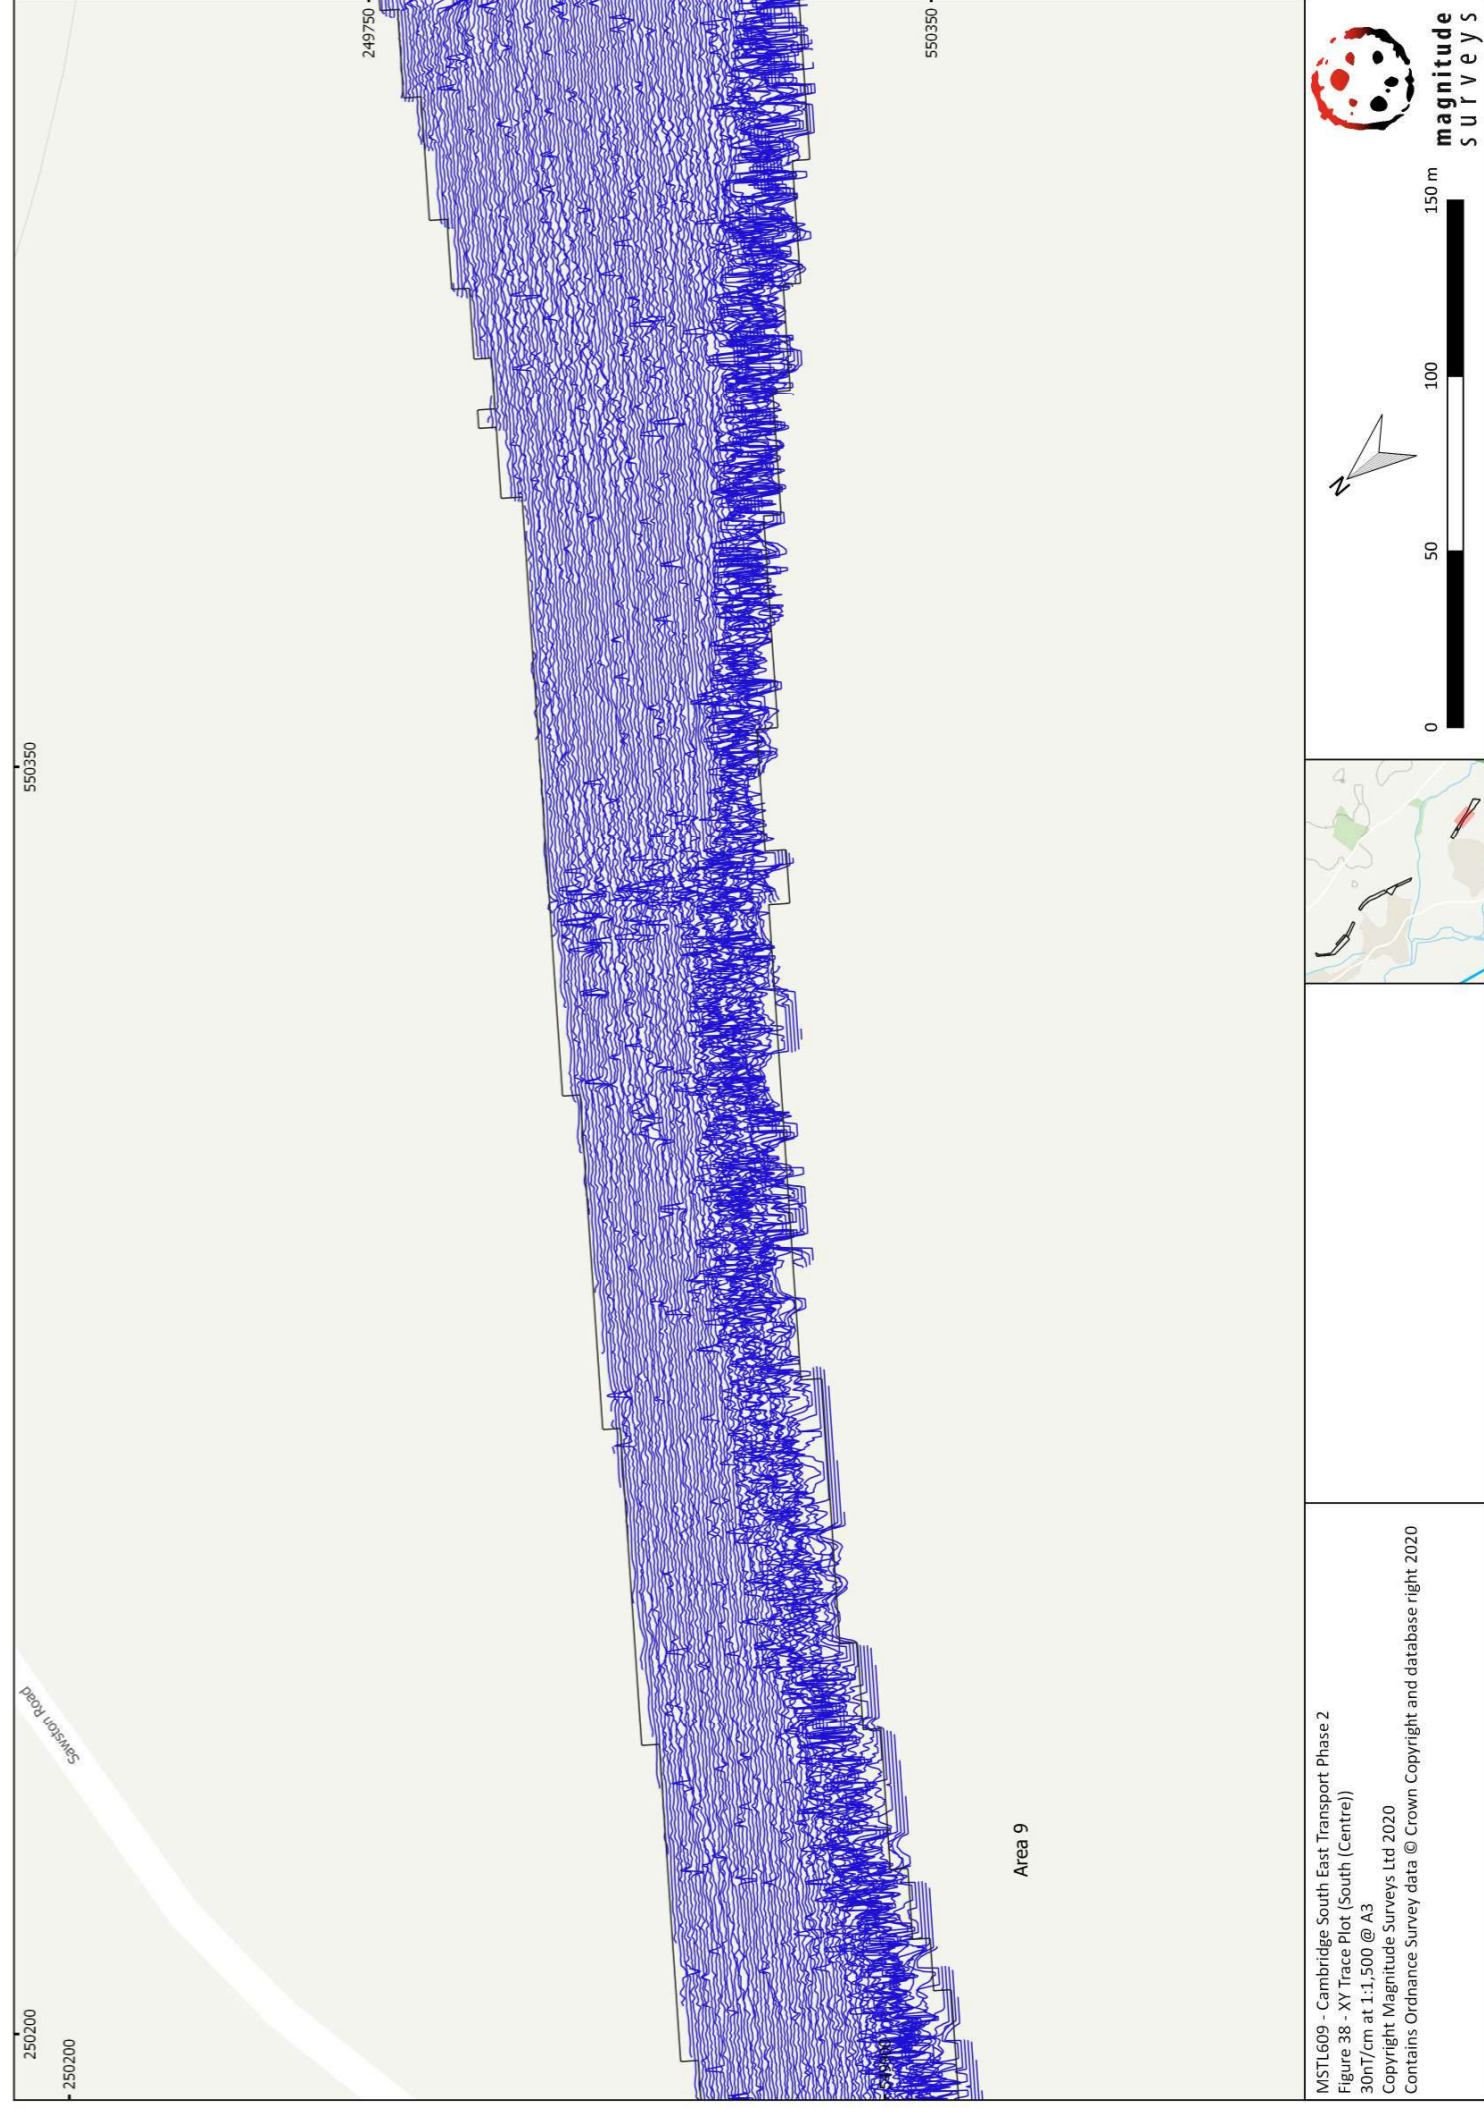 249750
550350
550350
250200
250200
Sawston Road
Area 9
N
0 50 100 150 m
magnitude
surveys
MSTL609 - Cambridge South East Transport Phase 2
Figure 38 - XY Trace Plot (South (Centre))
30nT/cm at 1:1,500 @ A3
Copyright Magnitude Surveys Ltd 2020
Contains Ordnance Survey data © Crown Copyright and database right 2020